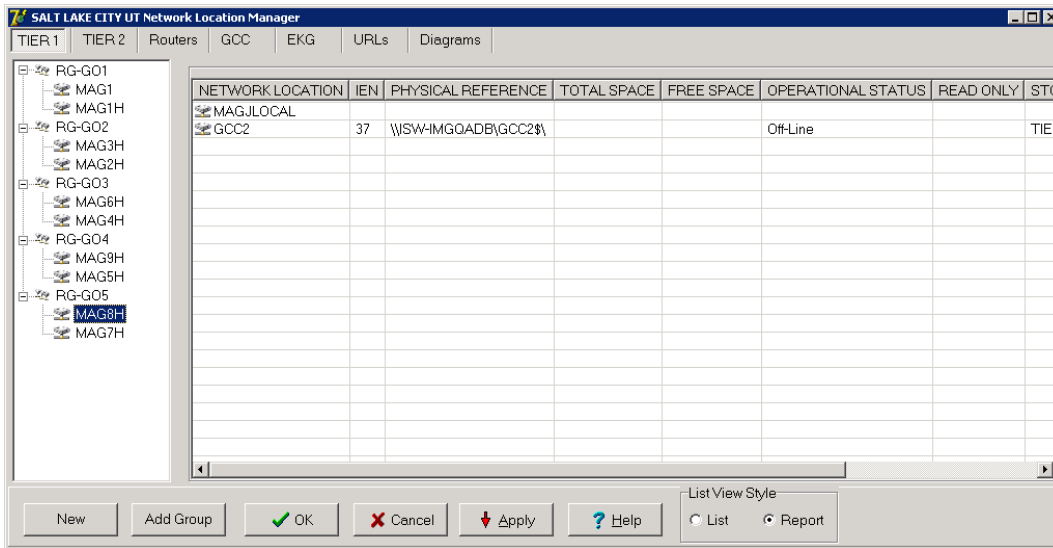 SALT LAKE CITY UT Network Location Manager
TIER 1 TIER 2 Routers GCC EKG URLs Diagrams
RG-GO1
MAG1
MAG1H
RG-GO2
MAG3H
MAG2H
RG-GO3
MAG6H
MAG4H
RG-GO4
MAG9H
MAG5H
RG-GO5
MAG8H
MAG7H
NETWORK LOCATION IEN PHYSICAL REFERENCE TOTAL SPACE FREE SPACE OPERATIONAL STATUS READ ONLY STO
MAGJLOCAL
GCC2 37 \\ISW-IMGQADB\GCC2$\ Off-Line TIE
New Add Group OK Cancel Apply Help
List View Style
List Report